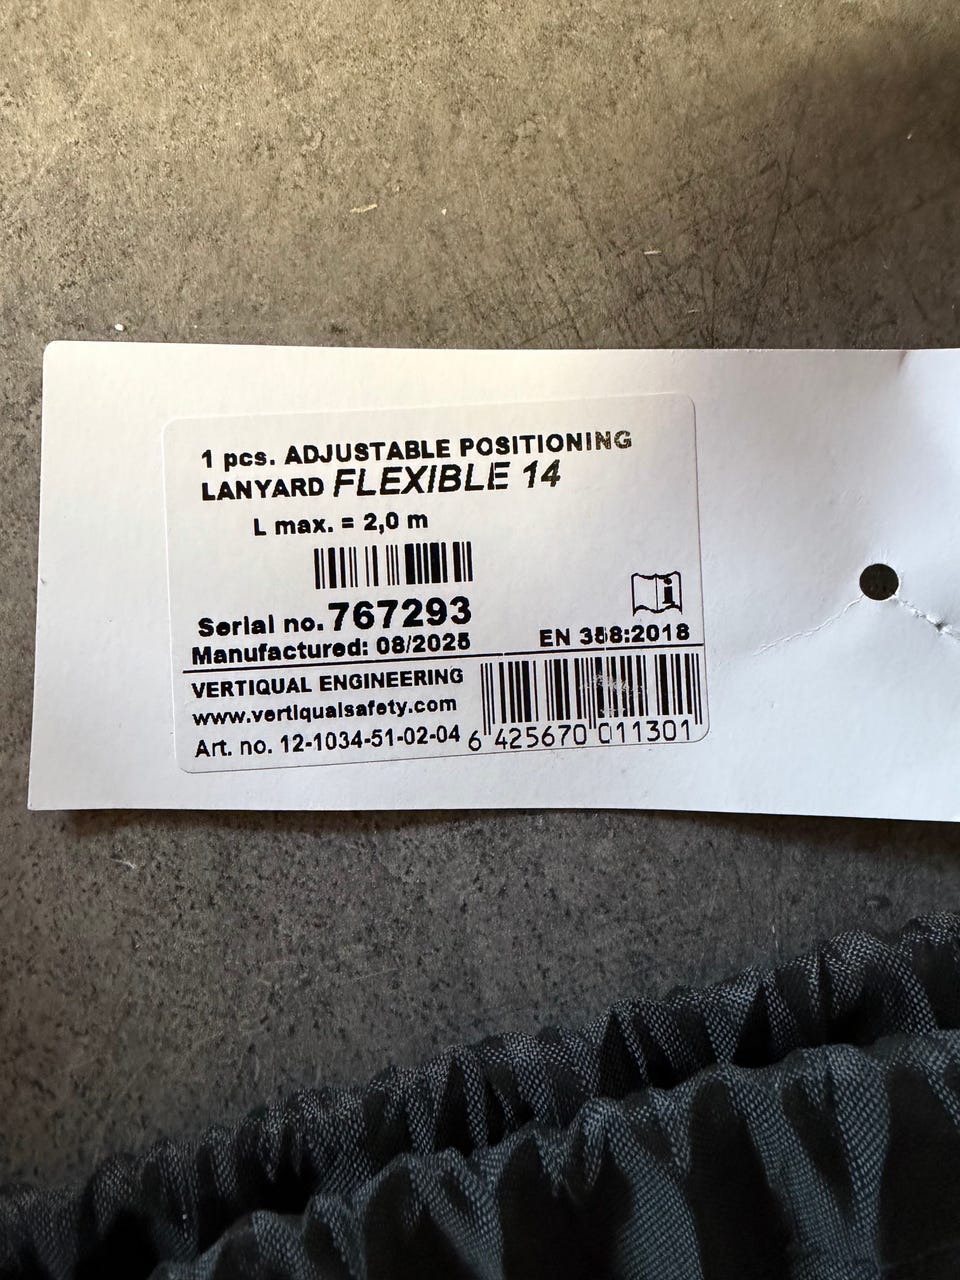 1 pcs. ADJUSTABLE POSITIONING
LANYARD FLEXIBLE 14
L max. = 2,0 m
Serial no. 767293
Manufactured: 08/2025
EN 358:2018
VERTIQUAL ENGINEERING
www.vertiqualsafety.com
Art. no. 12-1034-51-02-04
6 425670 011301